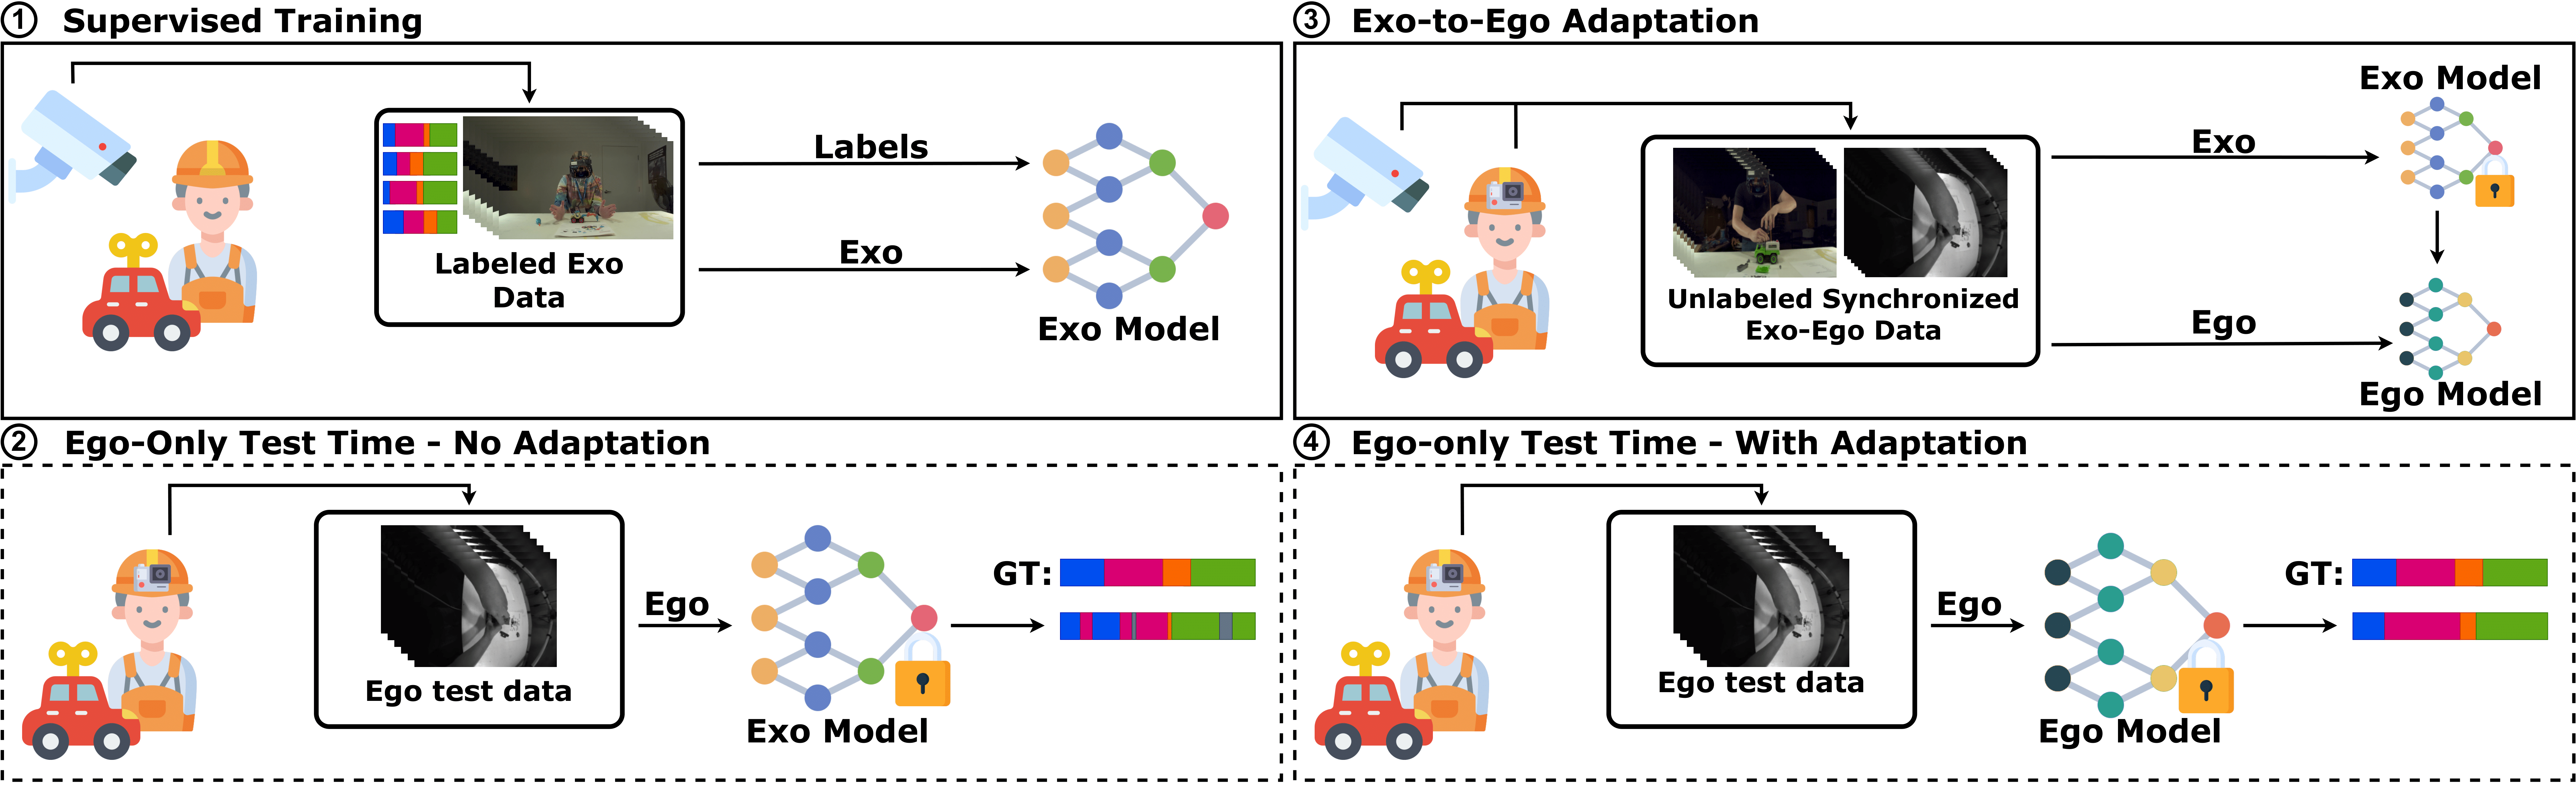 ① Supervised Training
Labels
Exo
Labeled Exo
Data
Exo Model
② Ego-Only Test Time - No Adaptation
Ego test data
Ego
Exo Model
GT:
③ Exo-to-Ego Adaptation
Unlabeled Synchronized
Exo-Ego Data
Exo
Ego
Exo Model
Ego Model
④ Ego-only Test Time - With Adaptation
Ego test data
Ego
Ego Model
GT: